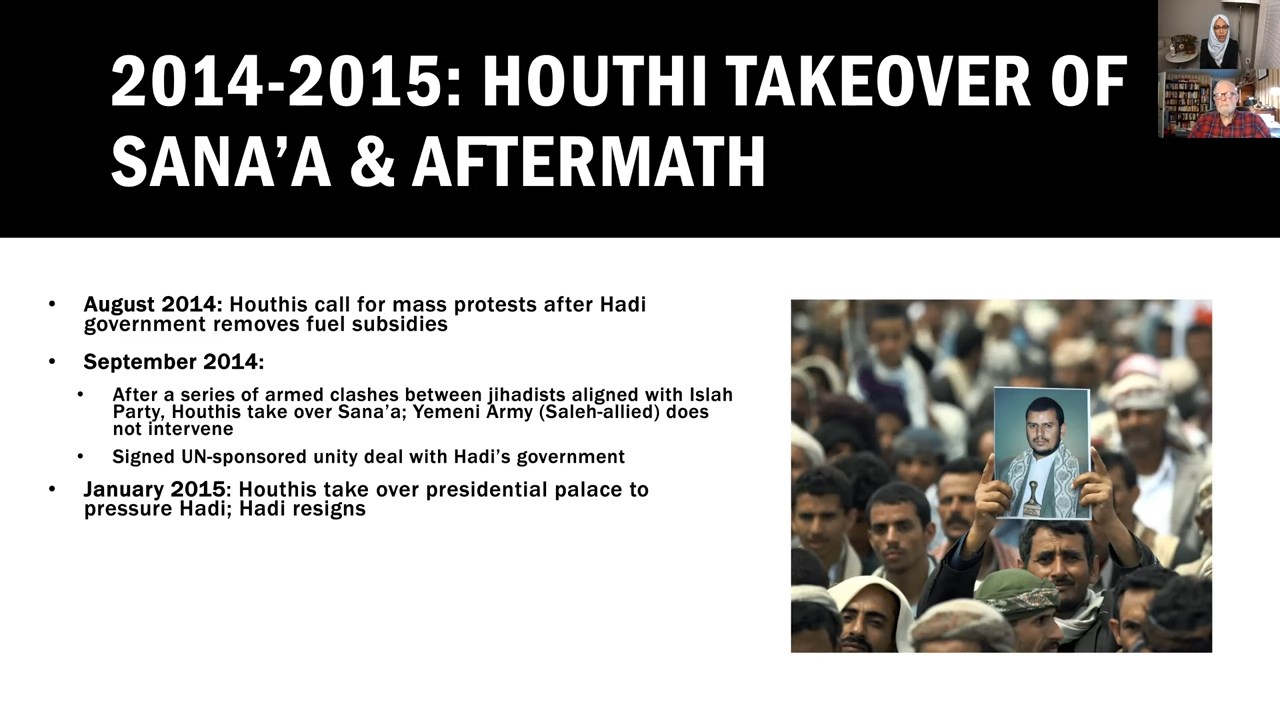 2014-2015: HOUTHI TAKEOVER OF
SANA’A & AFTERMATH
• August 2014: Houthis call for mass protests after Hadi
government removes fuel subsidies
• September 2014:
• After a series of armed clashes between jihadists aligned with Islah
Party, Houthis take over Sana’a; Yemeni Army (Saleh-allied) does
not intervene
• Signed UN-sponsored unity deal with Hadi’s government
• January 2015: Houthis take over presidential palace to
pressure Hadi; Hadi resigns